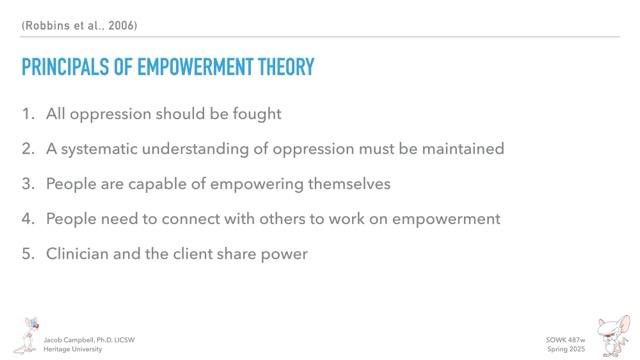 (Robbins et al., 2006)
PRINCIPALS OF EMPOWERMENT THEORY
1. All oppression should be fought
2. A systematic understanding of oppression must be maintained
3. People are capable of empowering themselves
4. People need to connect with others to work on empowerment
5. Clinician and the client share power
Jacob Campbell, Ph.D. LICSW
Heritage University
SOWK 487w
Spring 2025